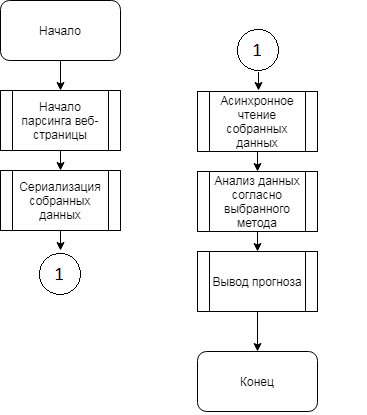 Начало
Начало
парсинга веб-
страницы
Сериализация
собранных
данных
1
1
Асинхронное
чтение
собранных
данных
Анализ данных
согласно
выбранного
метода
Вывод прогноза
Конец